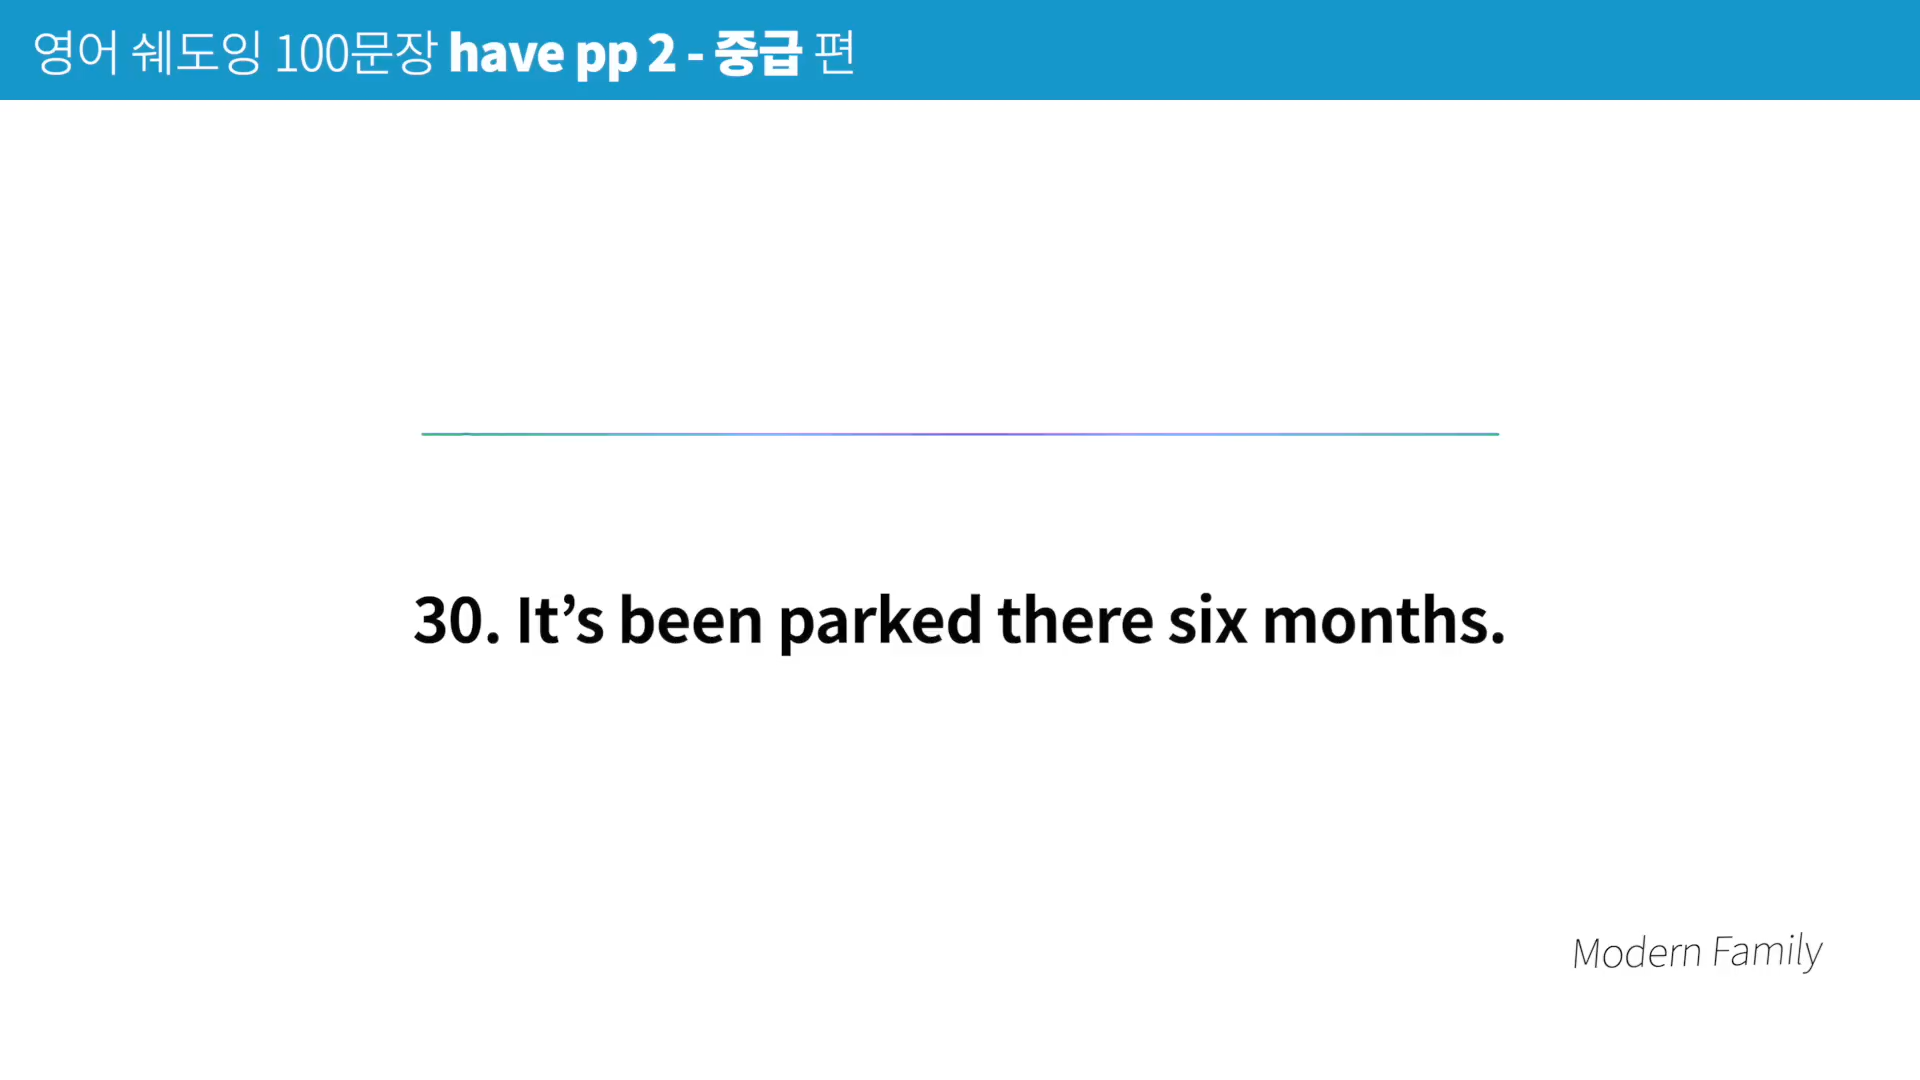 영어 쉐도잉 100문장 have pp 2 - 중급 편
30. It’s been parked there six months.
Modern Family